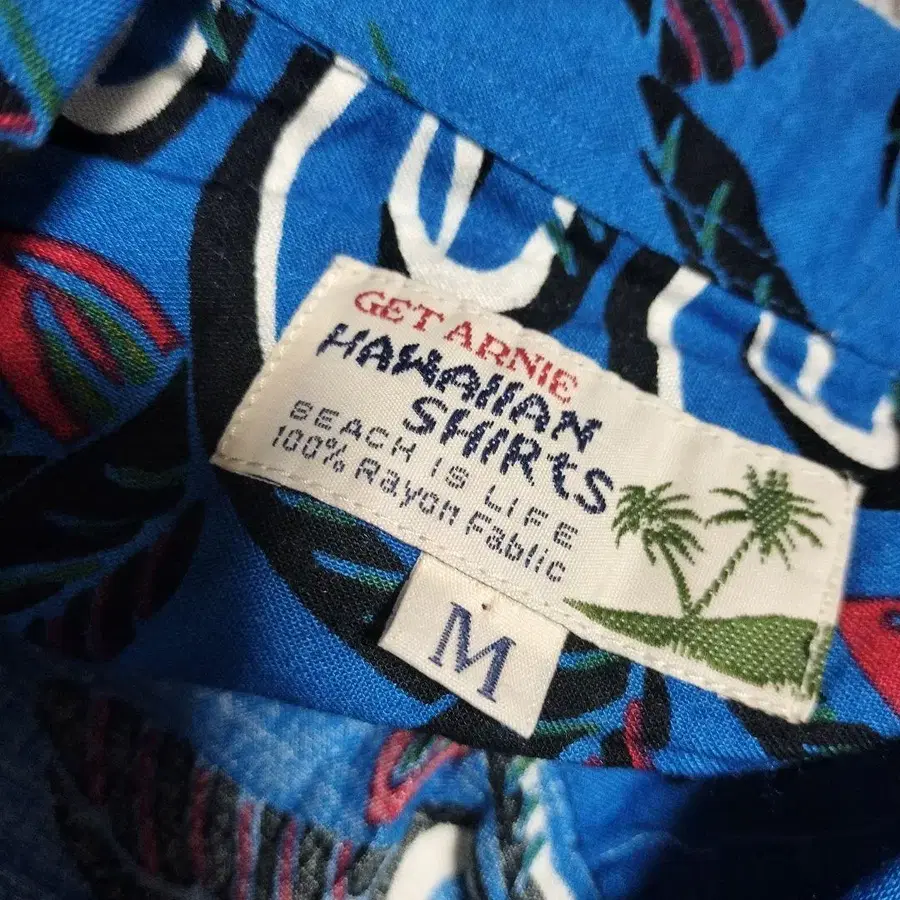 GET ARNIE
HAWAIIAN
SHIRtS
BEACH IS LIFE
100% Rayon Fablic
M